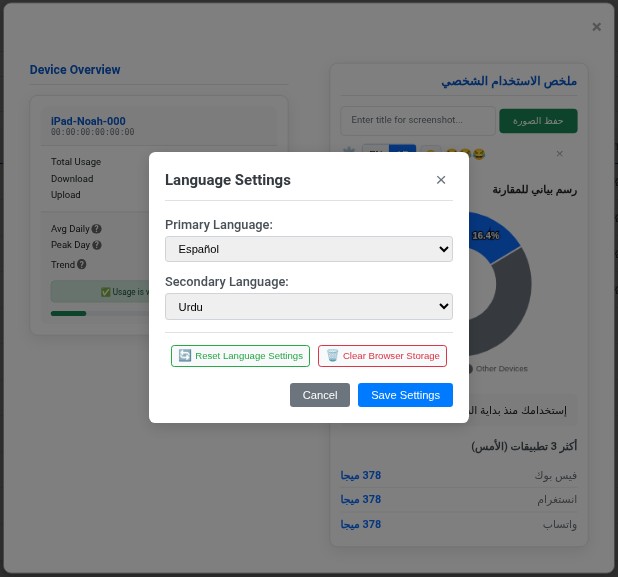 ×
Device Overview
iPad-Noah-000
00:00:00:00:00:00
Total Usage
Download
Upload
Avg Daily ?
Peak Day ?
Trend ?
✅ Usage is
ملخص الاستخدام الشخصي
Enter title for screenshot...
حفظ الصورة
×
رسم بياني للمقارنة
16.4%
Other Devices
إستخدامك منذ بداية
أكثر 3 تطبيقات (الأمس)
فيس بوك 378 ميجا
انستغرام 378 ميجا
واتساب 378 ميجا
Language Settings ×
Primary Language:
Español
Secondary Language:
Urdu
🔄 Reset Language Settings 🗑️ Clear Browser Storage
Cancel Save Settings